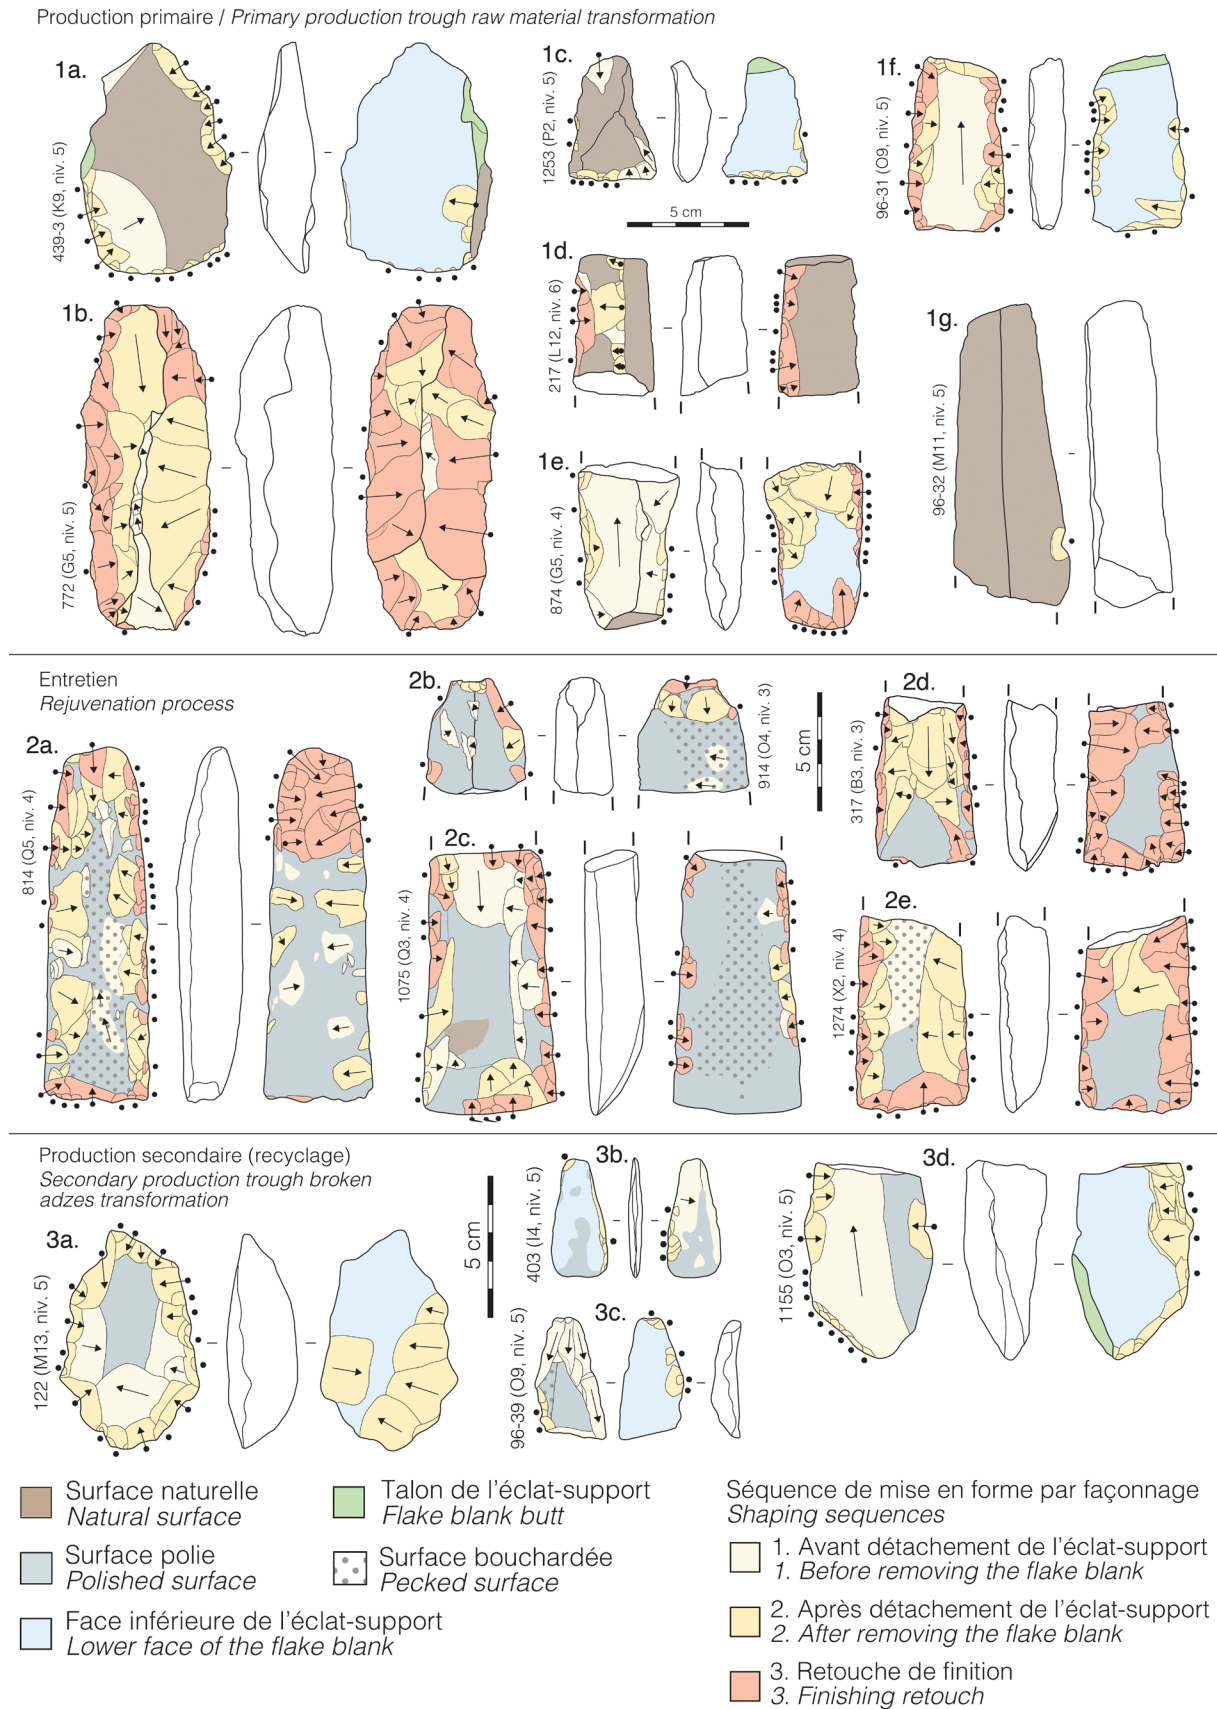 Production primaire / Primary production trough raw material transformation
1a.
439-3 (K9, niv. 5)
1c.
1253 (P2, niv. 5)
1f.
96-31 (O9, niv. 5)
5 cm
1d.
217 (L12, niv. 6)
1b.
772 (G5, niv. 5)
1e.
874 (G5, niv. 4)
1g.
96-32 (M11, niv. 5)
Entretien
Rejuvenation process
2a.
814 (Q5, niv. 4)
2b.
914 (O4, niv. 3)
5 cm
2c.
1075 (Q3, niv. 4)
2d.
317 (B3, niv. 3)
2e.
1274 (X2, niv. 4)
Production secondaire (recyclage)
Secondary production trough broken
adzes transformation
3a.
122 (M13, niv. 5)
5 cm
3b.
403 (I4, niv. 5)
3c.
96-39 (O9, niv. 5)
3d.
1155 (O3, niv. 5)
Surface naturelle
Natural surface
Surface polie
Polished surface
Face inférieure de l'éclat-support
Lower face of the flake blank
Talon de l'éclat-support
Flake blank butt
Surface bouchardée
Pecked surface
Séquence de mise en forme par façonnage
Shaping sequences
1. Avant détachement de l'éclat-support
1. Before removing the flake blank
2. Après détachement de l'éclat-support
2. After removing the flake blank
3. Retouche de finition
3. Finishing retouch